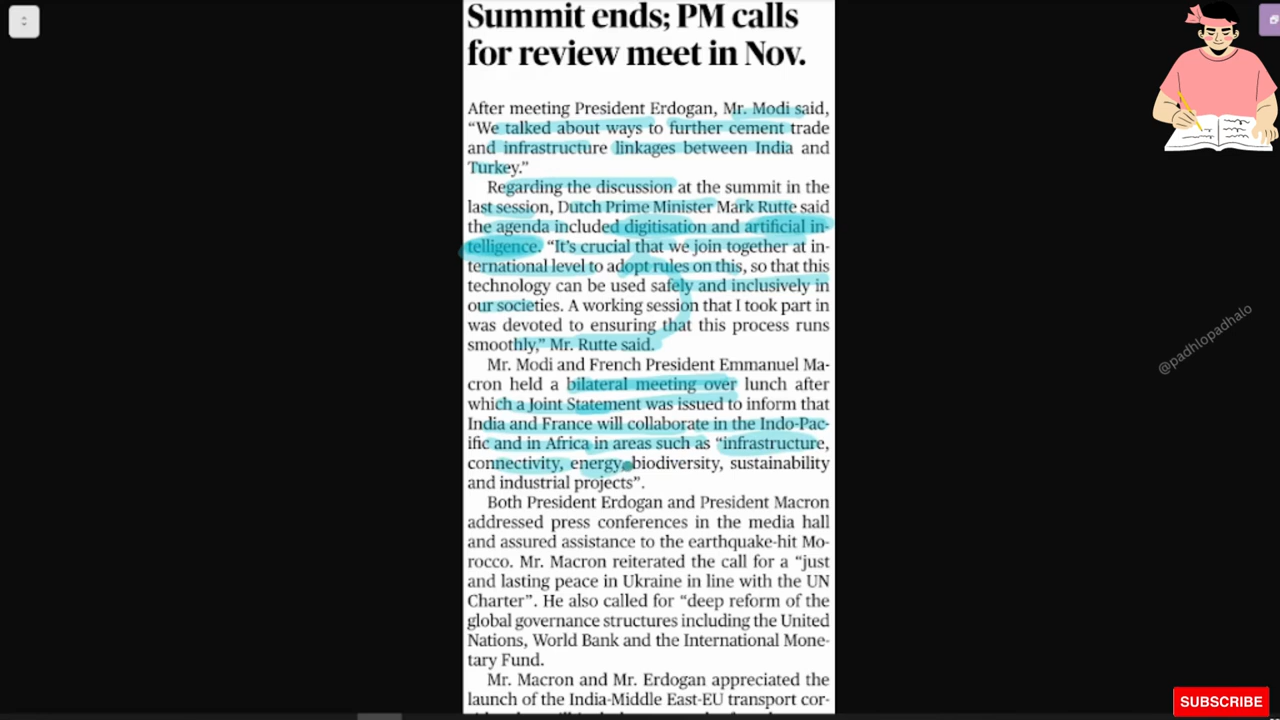 Summit ends; PM calls
for review meet in Nov.
After meeting President Erdogan, Mr. Modi said,
“We talked about ways to further cement trade
and infrastructure linkages between India and
Turkey.”
Regarding the discussion at the summit in the
last session, Dutch Prime Minister Mark Rutte said
the agenda included digitisation and artificial in-
telligence. “It’s crucial that we join together at in-
ternational level to adopt rules on this, so that this
technology can be used safely and inclusively in
our societies. A working session that I took part in
was devoted to ensuring that this process runs
smoothly,” Mr. Rutte said.
Mr. Modi and French President Emmanuel Ma-
cron held a bilateral meeting over lunch after
which a Joint Statement was issued to inform that
India and France will collaborate in the Indo-Pac-
ific and in Africa in areas such as “infrastructure,
connectivity, energy, biodiversity, sustainability
and industrial projects”.
Both President Erdogan and President Macron
addressed press conferences in the media hall
and assured assistance to the earthquake-hit Mo-
rocco. Mr. Macron reiterated the call for a “just
and lasting peace in Ukraine in line with the UN
Charter”. He also called for “deep reform of the
global governance structures including the United
Nations, World Bank and the International Mone-
tary Fund.
Mr. Macron and Mr. Erdogan appreciated the
launch of the India-Middle East-EU transport cor-
@padhlopadhalo
SUBSCRIBE